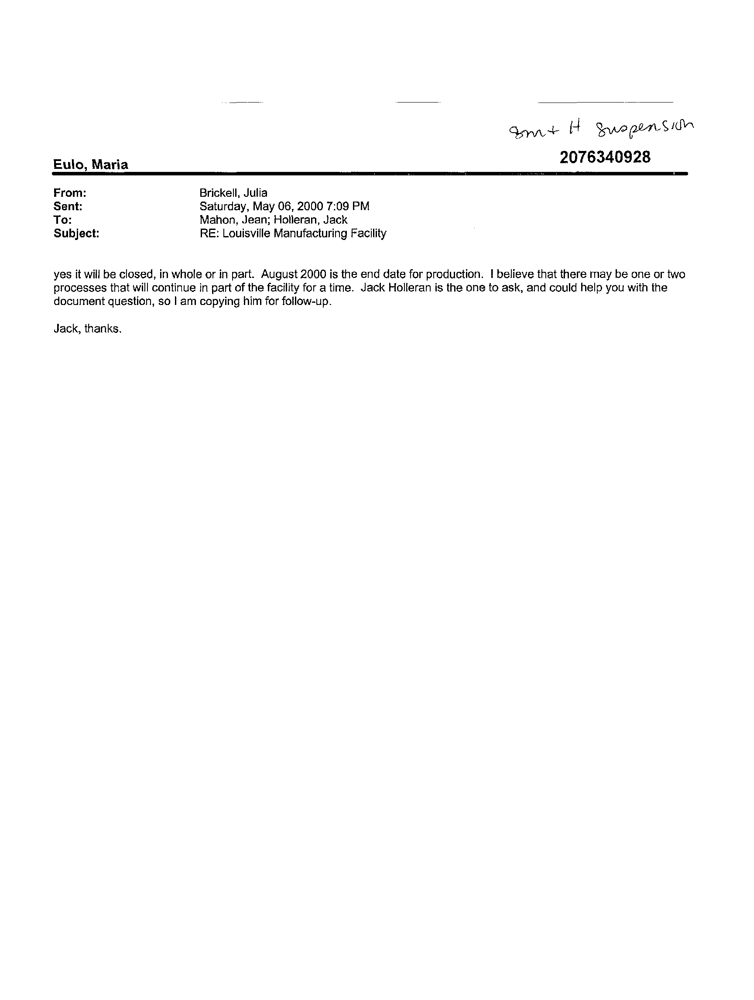 Suspension
2076340928
Eulo, Maria
From: Brickell, Julia
Sent: Saturday, May 06, 2000 7:09 PM
To: Mahon, Jean; Holleran, Jack
Subject: RE: Louisville Manufacturing Facility
yes it will be closed, in whole or in part. August 2000 is the end date for production. I believe that there may be one or two
processes that will continue in part of the facility for a time. Jack Holleran is the one to ask, and could help you with the
document question, so I am copying him for follow-up.
Jack, thanks.